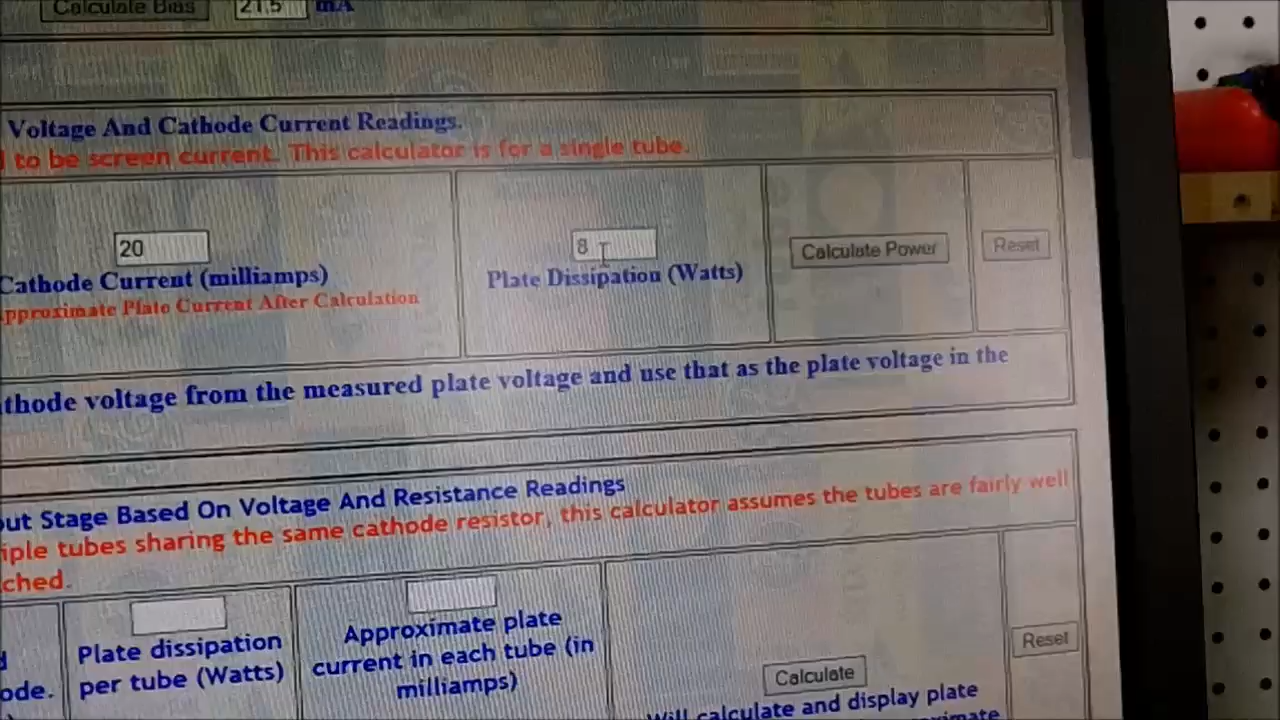 Calculate Bias 21.5 mA
Voltage And Cathode Current Readings.
to be screen current. This calculator is for a single tube.
20
Cathode Current (milliamps)
Approximate Plate Current After Calculation
8
Plate Dissipation (Watts)
Calculate Power
Reset
thode voltage from the measured plate voltage and use that as the plate voltage in the
out Stage Based On Voltage And Resistance Readings
iple tubes sharing the same cathode resistor, this calculator assumes the tubes are fairly well
ched.
ode.
Plate dissipation
per tube (Watts)
Approximate plate
current in each tube (in
milliamps)
Calculate
Will calculate and display plate
Reset